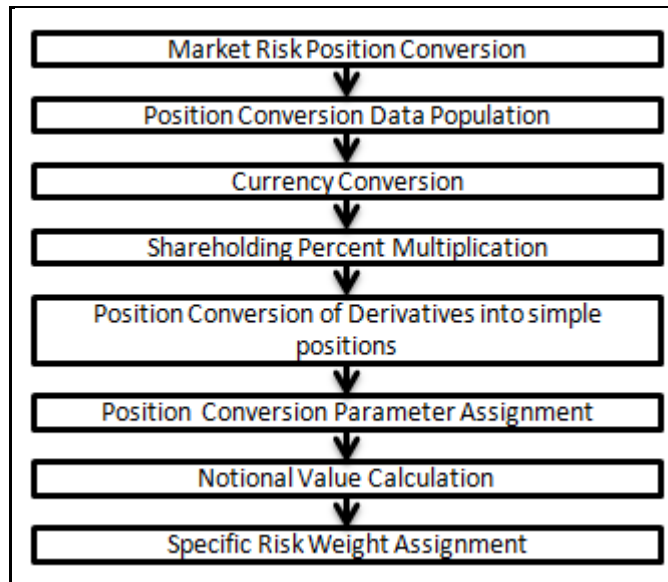 Market Risk Position Conversion
Position Conversion Data Population
Currency Conversion
Shareholding Percent Multiplication
Position Conversion of Derivatives into simple
positions
Position Conversion Parameter Assignment
Notional Value Calculation
Specific Risk Weight Assignment